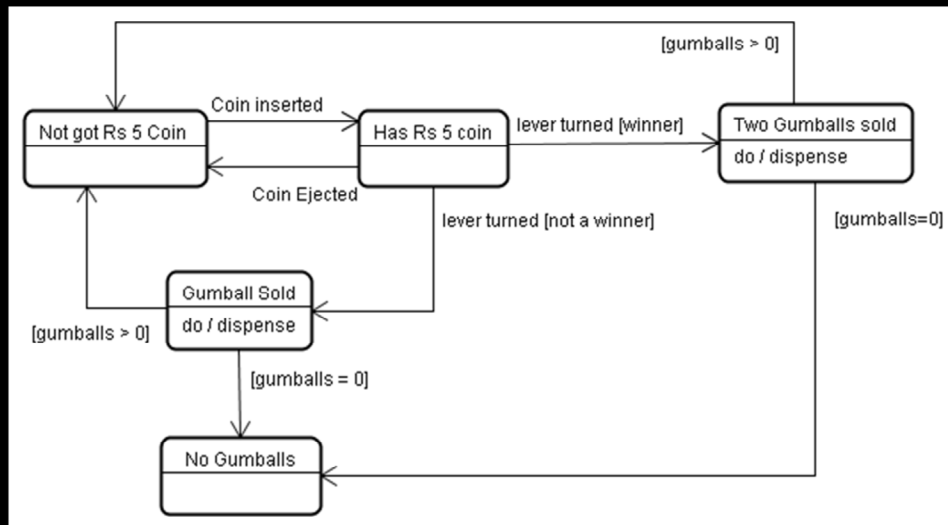 [gumballs > 0]
Coin inserted
Not got Rs 5 Coin
Has Rs 5 coin
lever turned [winner]
Two Gumballs sold
do / dispense
Coin Ejected
lever turned [not a winner]
[gumballs=0]
Gumball Sold
do / dispense
[gumballs > 0]
[gumballs = 0]
No Gumballs